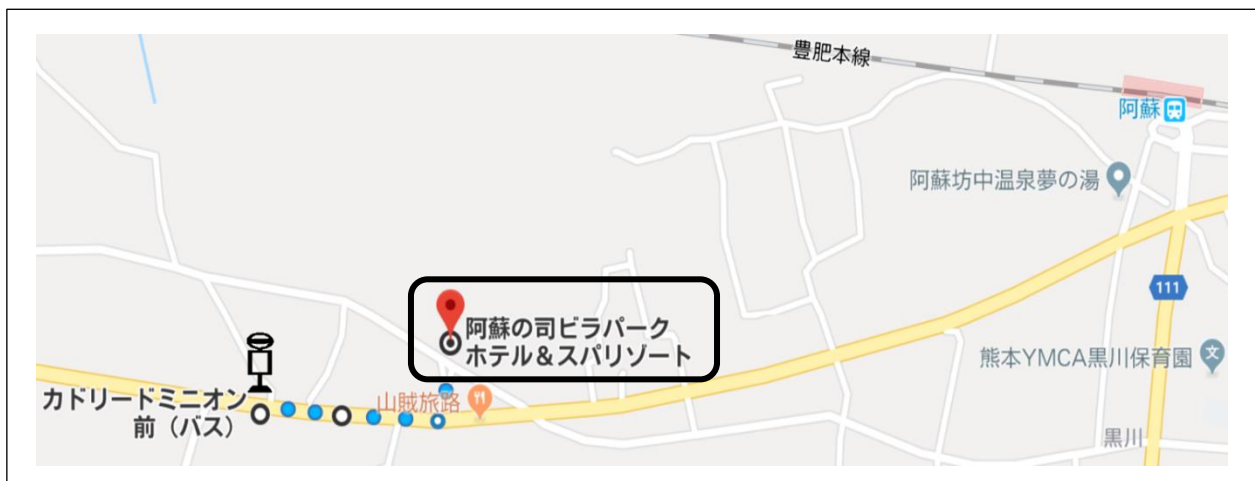 豊肥本線
阿蘇
阿蘇坊中温泉夢の湯
111
阿蘇の司ビラパーク
ホテル&スパリゾート
熊本YMCA黒川保育園
文
カドリードミニオン
前（バス）
山賊旅路
黒川